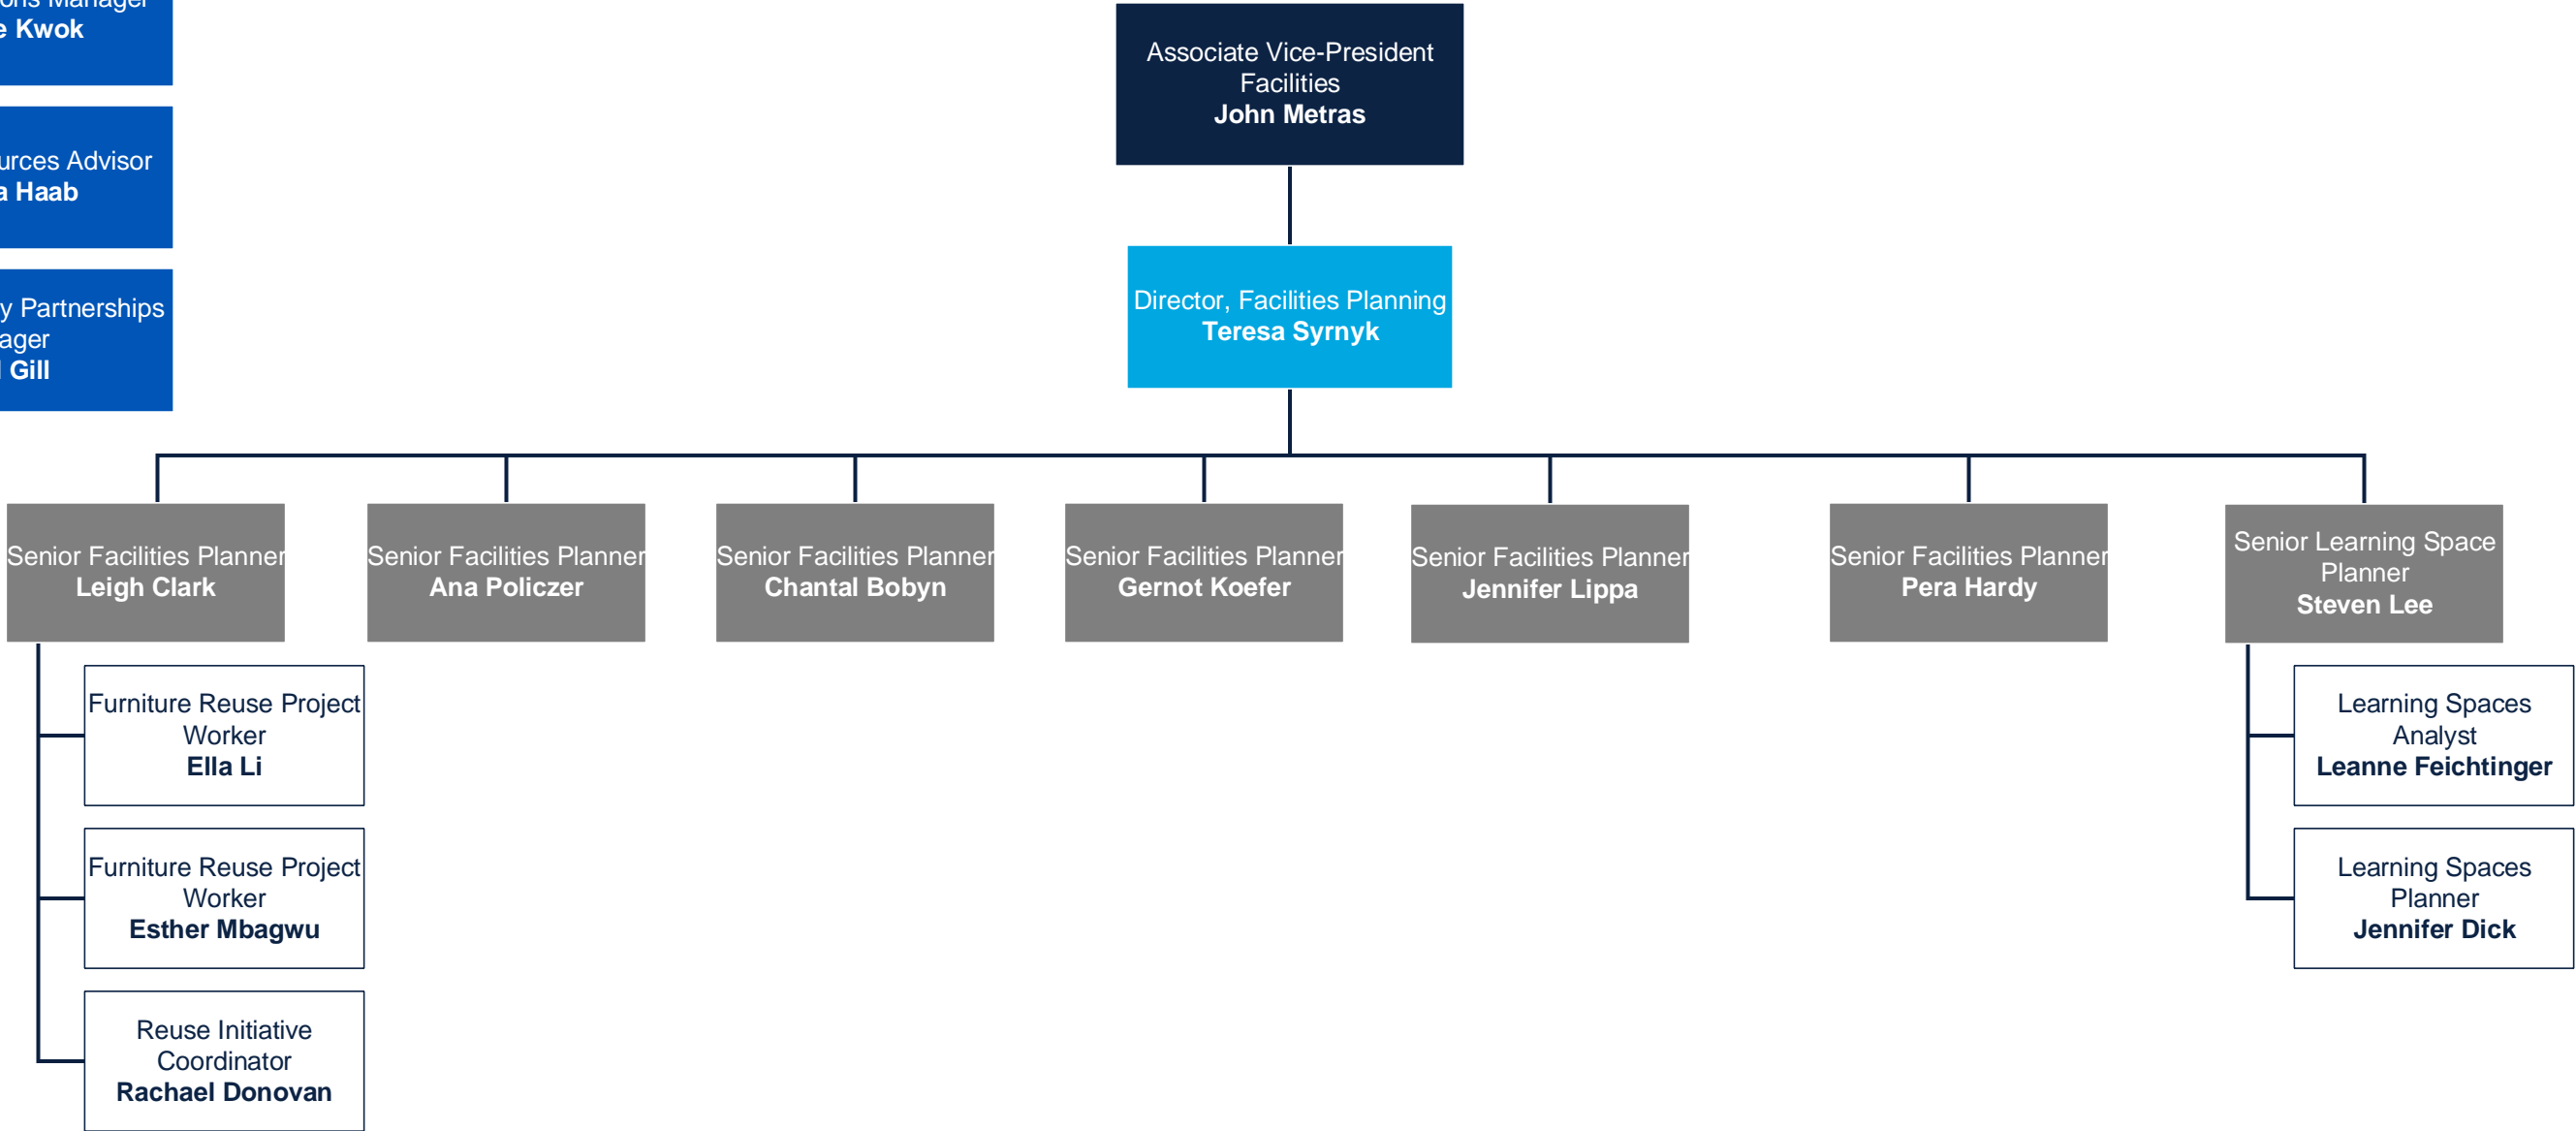 Manager
Kwok
Advisor
Haab
Partnerships
Gill
Associate Vice-President
Facilities
John Metras
Director, Facilities Planning
Teresa Syrnyk
Senior Facilities Planner
Leigh Clark
Senior Facilities Planner
Ana Policzer
Senior Facilities Planner
Chantal Bobyn
Senior Facilities Planner
Gernot Koefer
Senior Facilities Planner
Jennifer Lippa
Senior Facilities Planner
Pera Hardy
Senior Learning Space
Planner
Steven Lee
Furniture Reuse Project
Worker
Ella Li
Furniture Reuse Project
Worker
Esther Mbagwu
Reuse Initiative
Coordinator
Rachael Donovan
Learning Spaces
Analyst
Leanne Feichtinger
Learning Spaces
Planner
Jennifer Dick